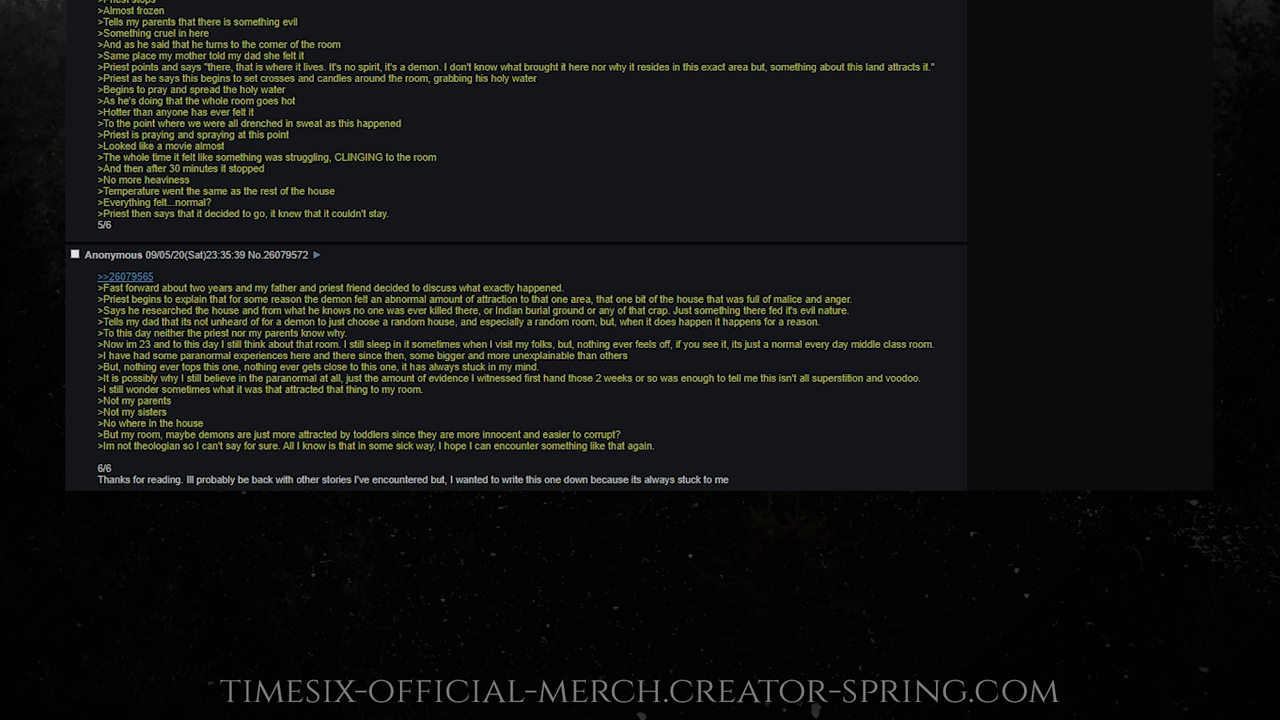 >Priest stops
>Almost frozen
>Tells my parents that there is something evil
>Something cruel in here
>And as he said that he turns to the corner of the room
>Same place my mother told my dad she felt it
>Priest points and says "there, that is where it lives. It's no spirit, it's a demon. I don't know what brought it here nor why it resides in this exact area but, something about this land attracts it."
>Priest as he says this begins to set crosses and candles around the room, grabbing his holy water
>Begins to pray and spread the holy water
>As he's doing that the whole room goes hot
>Hotter than anyone has ever felt it
>To the point where we were all drenched in sweat as this happened
>Priest is praying and spraying at this point
>Looked like a movie almost
>The whole time it felt like something was struggling, CLINGING to the room
>And then after 30 minutes it stopped
>No more heaviness
>Temperature went the same as the rest of the house
>Everything felt...normal?
>Priest then says that it decided to go, it knew that it couldn't stay.
5/6
Anonymous 09/05/20(Sat)23:35:39 No.26079572
>>26079565
>Fast forward about two years and my father and priest friend decided to discuss what exactly happened.
>Priest begins to explain that for some reason the demon felt an abnormal amount of attraction to that one area, that one bit of the house that was full of malice and anger.
>Says he researched the house and from what he knows no one was ever killed there, or Indian burial ground or any of that crap. Just something there fed it's evil nature.
>Tells my dad that its not unheard of for a demon to just choose a random house, and especially a random room, but, when it does happen it happens for a reason.
>To this day neither the priest nor my parents know why.
>Now im 23 and to this day I still think about that room. I still sleep in it sometimes when I visit my folks, but, nothing ever feels off, if you see it, its just a normal every day middle class room.
>I have had some paranormal experiences here and there since then, some bigger and more unexplainable than others
>But, nothing ever tops this one, nothing ever gets close to this one, it has always stuck in my mind.
>It is possibly why I still believe in the paranormal at all, just the amount of evidence I witnessed first hand those 2 weeks or so was enough to tell me this isn't all superstition and voodoo.
>I still wonder sometimes what it was that attracted that thing to my room.
>Not my parents
>Not my sisters
>No where in the house
>But my room, maybe demons are just more attracted by toddlers since they are more innocent and easier to corrupt?
>Im not theologian so I can't say for sure. All I know is that in some sick way, I hope I can encounter something like that again.
6/6
Thanks for reading. Ill probably be back with other stories I've encountered but, I wanted to write this one down because its always stuck to me
TIMESIX-OFFICIAL-MERCH.CREATOR-SPRING.COM